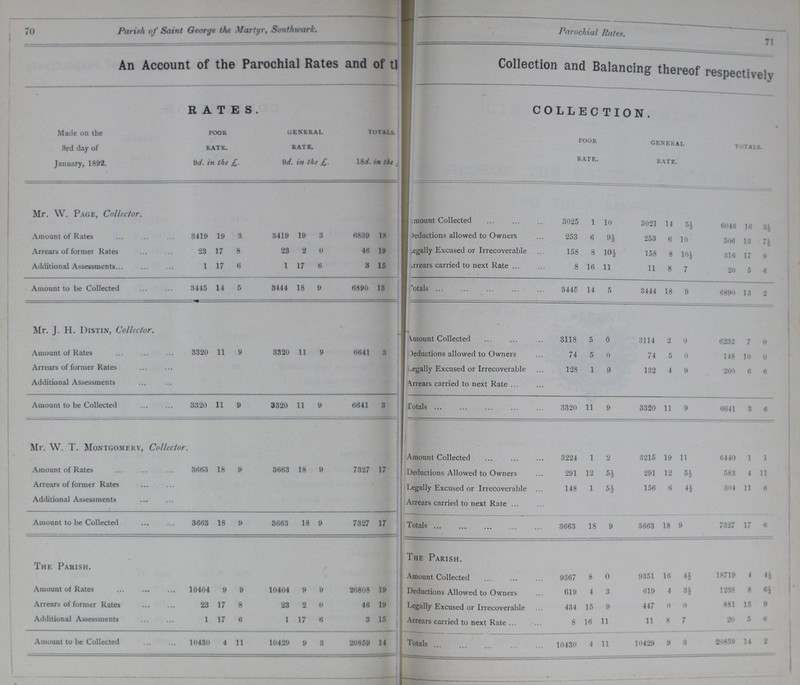 70 Parish of Saint George the Martyr, Southwark.
An Account of the Parochial Rates and of t
RATES.
Made on the 3rd day of January, 1892.
POOR RATE. 9d. in the £.
GENERAL RATE. 9d. in the £.
TOTALS. 18d. in the
Mr. W. Page, Collector.
Amount of Rates 3419 19 3 3419 19 3 6839 18
Arrears of former Rates 23 17 8 23 2 0 46 19
Additional Assessments... 1 17 6 1 17 6 3 15
Amount to be Collected 3445 14 5 3444 18 9 6890 13
Mr. J. H. Distin, Collector.
Amount of Rates 3320 11 9 3320 11 9 6641 3
Arrears of former Rates
Additional Assessments
Amount to be Collected 3320 11 9 3320 11 9 6641 3
Mr. W. T. Montgomery, Collector.
Amount of Rates 3663 18 9 3663 18 9 7327 17
Arrears of former Rates
Additional Assessments
Amount to be Collected 3663 18 9 3663 18 9 7327 17
The Parish.
Amount of Rates 10404 9 9 10404 9 9 20808 19
Arrears of former Rates 23 17 8 23 2 0 46 19
Additional Assessments 1 17 6 1 17 6 3 15
Amount to be Collected 10430 4 11 10429 9 3 20859 14
Parochial Rates. 71
Collection and Balancing thereof respectively
COLLECTION.
POOR RATE.
GENERAL RATE.
TOTALS.
mount Collected 3025 1 10 3021 14 5½ 6046 16 3½
Deductions allowed to Owners 253 6 9½ 253 6 10 506 13 7½
egally Excused or Irrecoverable 158 8 10½ 158 8 10½ 316 17 9
rrears carried to next Rate ... 8 16 11 11 8 7 20 5 6
otals 3445 14 5 3444 18 9 6890 13 2
Amount Collected 3118 5 0 3114 2 0 6232 7 0
Deductions allowed to Owners 74 5 0 74 5 0 148 10 0
Legally Excused or Irrecoverable 128 1 9 132 4 9 260 6 6
Arrears carried to next Rate ...
Totals 3320 11 9 3320 11 9 6641 3 6
Amount Collected 3224 1 2 3215 19 11 6440 1 1
Deductions Allowed to Owners 291 12 5½ 291 12 5½ 583 4 11
Legally Excused or Irrecoverable 148 1 5½ 156 6 4½ 304 11 6
Arrears carried to next Rate ...
Totals 3663 18 9 3663 18 9 7327 17 6
The Parish.
Amount Collected 9367 8 0 9351 16 4½ 18719 4 4½
Deductions Allowed to Owners 619 4 3 619 4 3½ 1238 8 6½
Legally Excused or Irrecoverable 434 15 9 447 0 0 881 15 9
Arrears carried to next Rate ... 8 16 11 11 8 7 20 5 6
Totals 10430 4 11 10429 9 3 20859 14 2